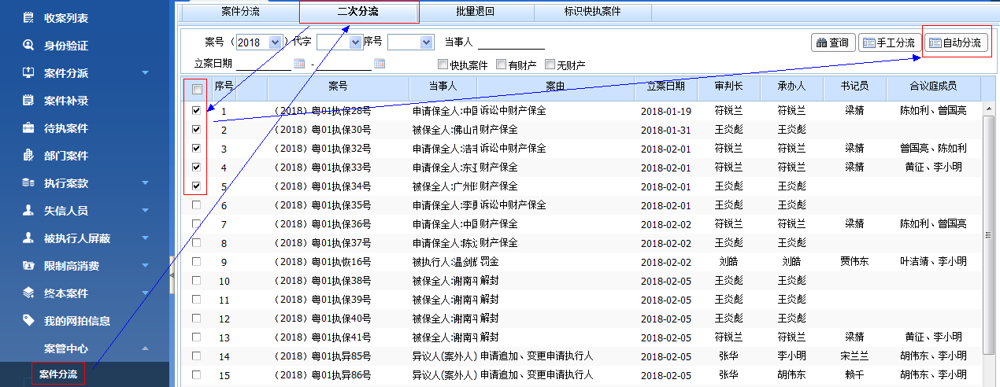 收案列表
身份验证
案件分派
案件补录
待执案件
部门案件
执行案款
失信人员
被执行人屏蔽
限制高消费
终本案件
我的网拍信息
案管中心
案件分流
案件分流 二次分流 批量退回 标识快执案件
案号 （ 2018 ）代字 序号 当事人 查询 手工分流 自动分流
立案日期 - 快执案件 有财产 无财产
序号 案号 当事人 案由 立案日期 审判长 承办人 书记员 合议庭成员
1 （2018）粤01执保28号 申请保全人:中 诉讼中财产保全 2018-01-19 符锐兰 符锐兰 梁婧 陈如利、曾国亮
2 （2018）粤01执保30号 被保全人:佛山 财产保全 2018-01-31 王炎彪 王炎彪
3 （2018）粤01执保32号 申请保全人:浩 诉讼中财产保全 2018-02-01 符锐兰 符锐兰 梁婧 曾国亮、陈如利
4 （2018）粤01执保33号 申请保全人:东 财产保全 2018-02-01 符锐兰 符锐兰 梁婧 黄征、李小明
5 （2018）粤01执保34号 被保全人:广州 财产保全 2018-02-01 王炎彪 王炎彪
6 （2018）粤01执保35号 申请保全人:李 诉讼中财产保全 2018-02-01 王炎彪 王炎彪
7 （2018）粤01执保36号 申请保全人:中 财产保全 2018-02-02 符锐兰 符锐兰 梁婧 陈如利、曾国亮
8 （2018）粤01执保37号 申请保全人:陈 财产保全 2018-02-02 王炎彪 王炎彪
9 （2018）粤01执恢16号 被执行人:温剑 罚金 2018-02-02 刘皓 刘皓 贾伟东 叶洁靖、李小明
10 （2018）粤01执保38号 被保全人:谢南 解封 2018-02-05 王炎彪 王炎彪
11 （2018）粤01执保39号 被保全人:谢南 解封 2018-02-05 王炎彪 王炎彪
12 （2018）粤01执保40号 被保全人:谢南 解封 2018-02-05 王炎彪 王炎彪
13 （2018）粤01执保41号 被保全人:谢南 解封 2018-02-05 符锐兰 符锐兰 梁婧 黄征、李小明
14 （2018）粤01执异85号 异议人(案外人) 申请追加、变更申请执行人 2018-02-05 张华 李小明 宋兰兰 胡伟东、李小明
15 （2018）粤01执异86号 异议人(案外人) 申请追加、变更申请执行人 2018-02-05 张华 胡伟东 赖千 胡伟东、李小明